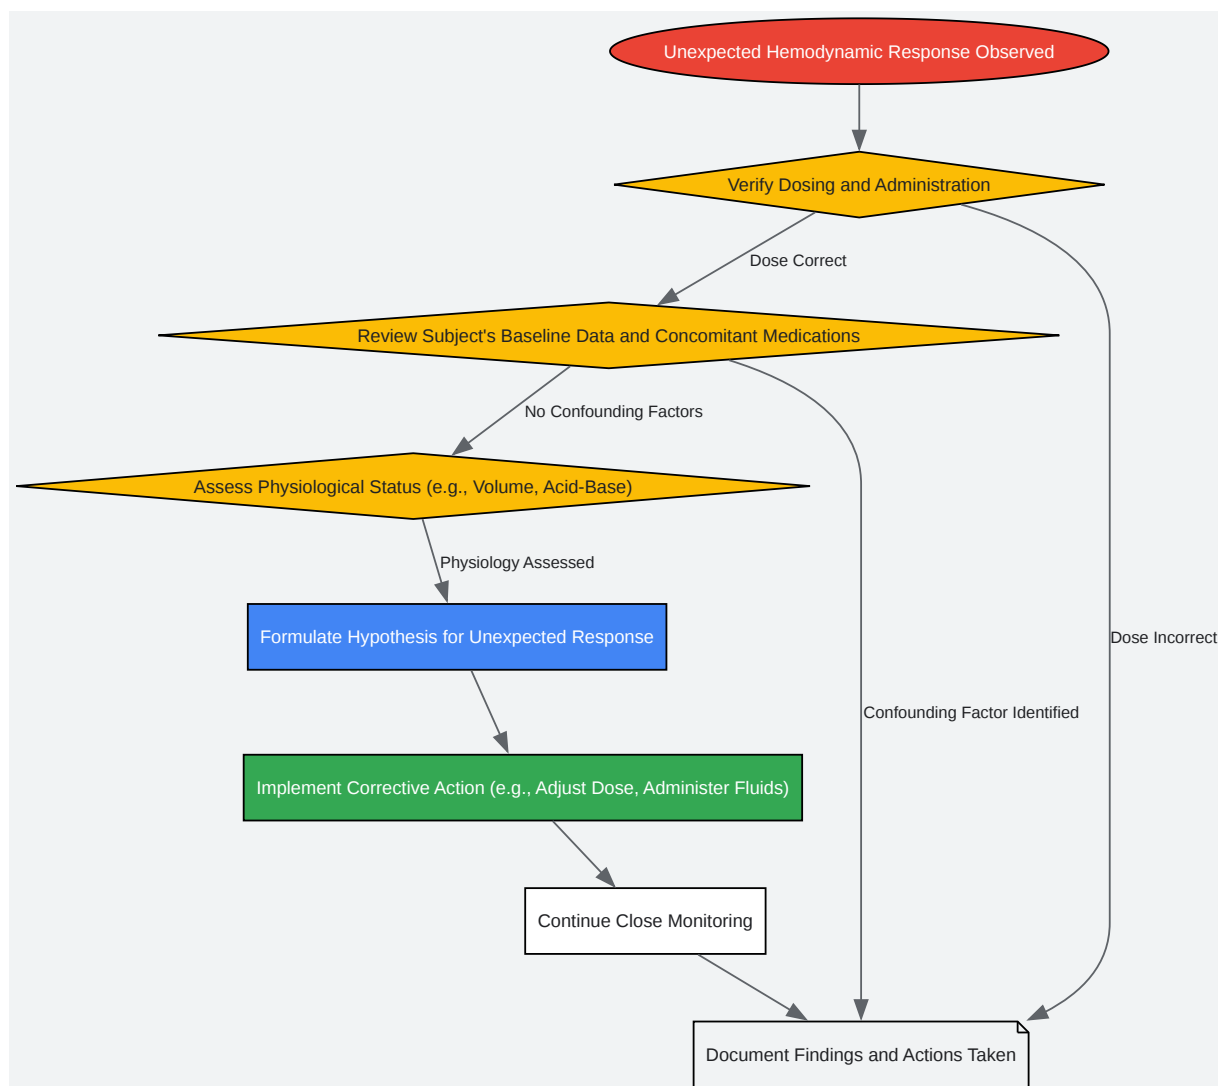 Unexpected Hemodynamic Response Observed
Verify Dosing and Administration
Dose Correct
Review Subject's Baseline Data and Concomitant Medications
No Confounding Factors
Assess Physiological Status (e.g., Volume, Acid-Base)
Physiology Assessed
Formulate Hypothesis for Unexpected Response
Dose Incorrect
Confounding Factor Identified
Implement Corrective Action (e.g., Adjust Dose, Administer Fluids)
Continue Close Monitoring
Document Findings and Actions Taken